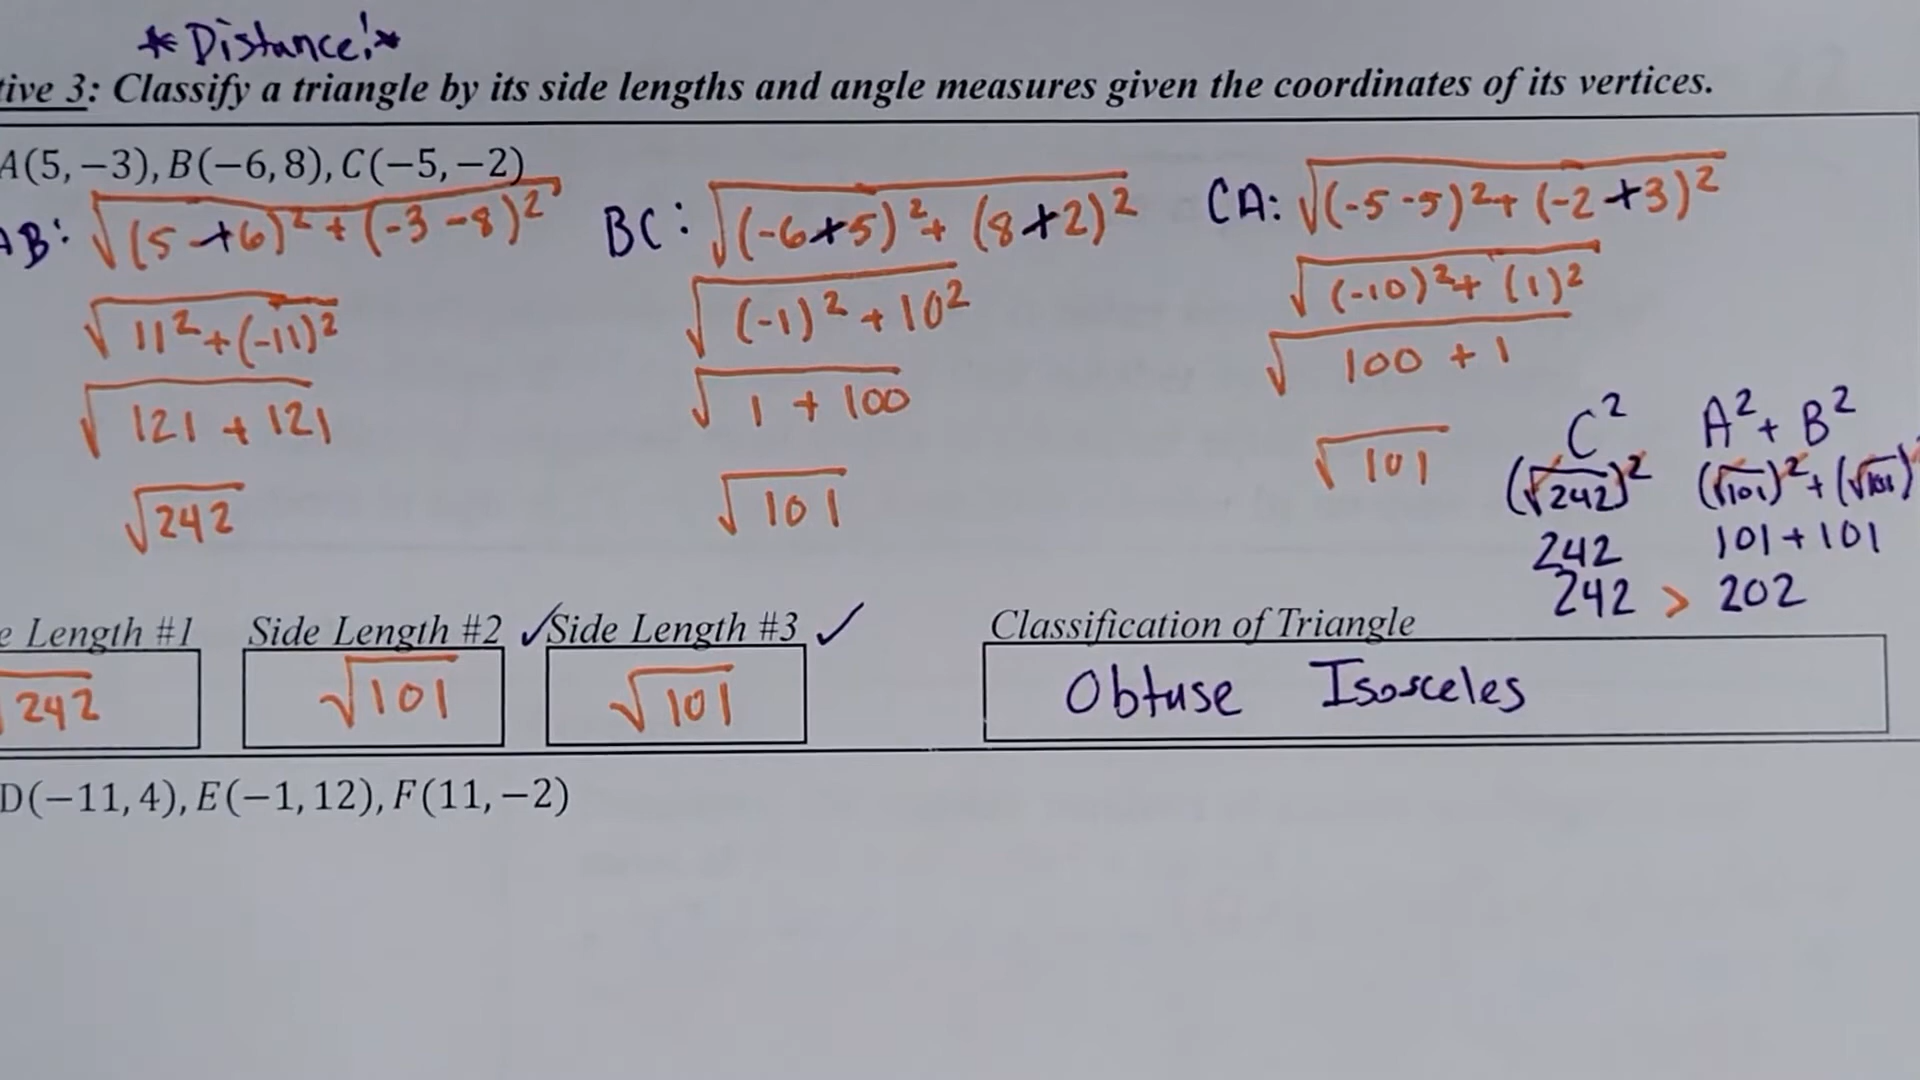 *Distance!*
tive 3: Classify a triangle by its side lengths and angle measures given the coordinates of its vertices.
A(5, −3), B(−6, 8), C(−5, −2)
AB: √(5+6)² + (-3-8)²
√11² + (-11)²
√121 + 121
√242
BC: √(-6+5)² + (8+2)²
√(-1)² + 10²
√1 + 100
√101
CA: √(-5-5)² + (-2+3)²
√(-10)² + (1)²
√100 + 1
√101
C² A² + B²
(√242)² (√101)² + (√101)
242 101 + 101
242 > 202
e Length #1 Side Length #2 ✓ Side Length #3 ✓ Classification of Triangle
√242 √101 √101 Obtuse Isosceles
D(−11, 4), E(−1, 12), F(11, −2)